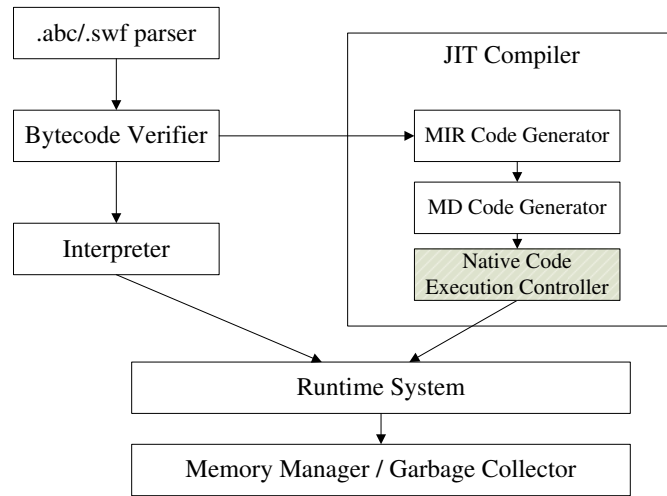 .abc/.swf parser
JIT Compiler
Bytecode Verifier
MIR Code Generator
MD Code Generator
Interpreter
Native Code
Execution Controller
Runtime System
Memory Manager / Garbage Collector